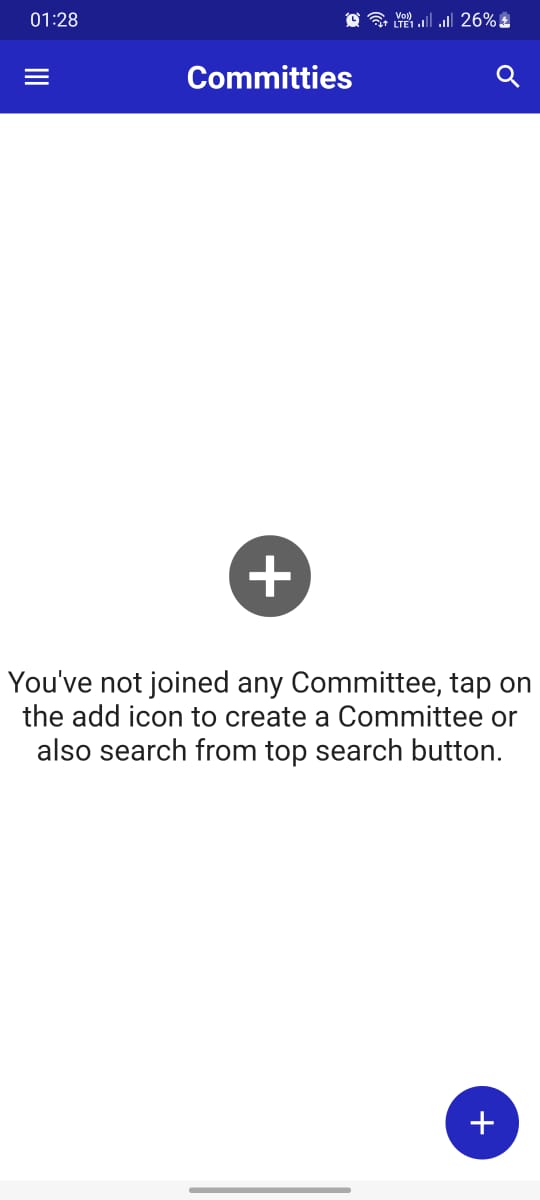 01:28
Vo)) LTE1 26%
Committies
You've not joined any Committee, tap on
the add icon to create a Committee or
also search from top search button.